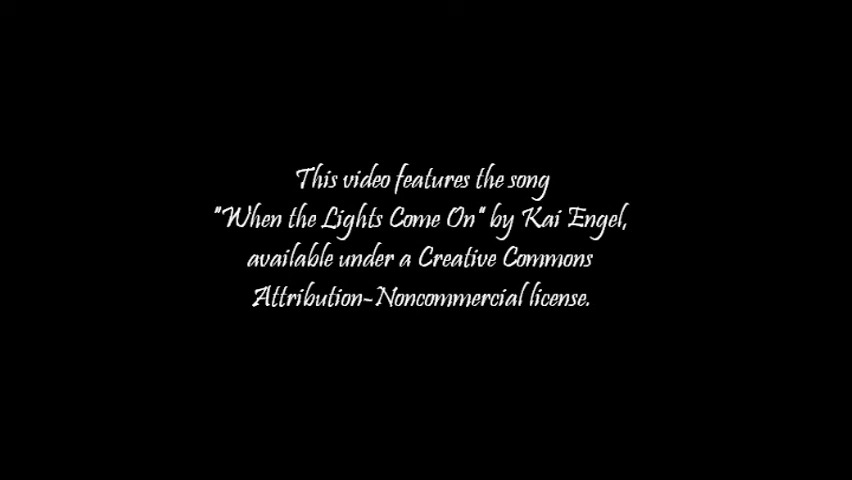 This video features the song
"When the Lights Come On" by Kai Engel,
available under a Creative Commons
Attribution-Noncommercial license.